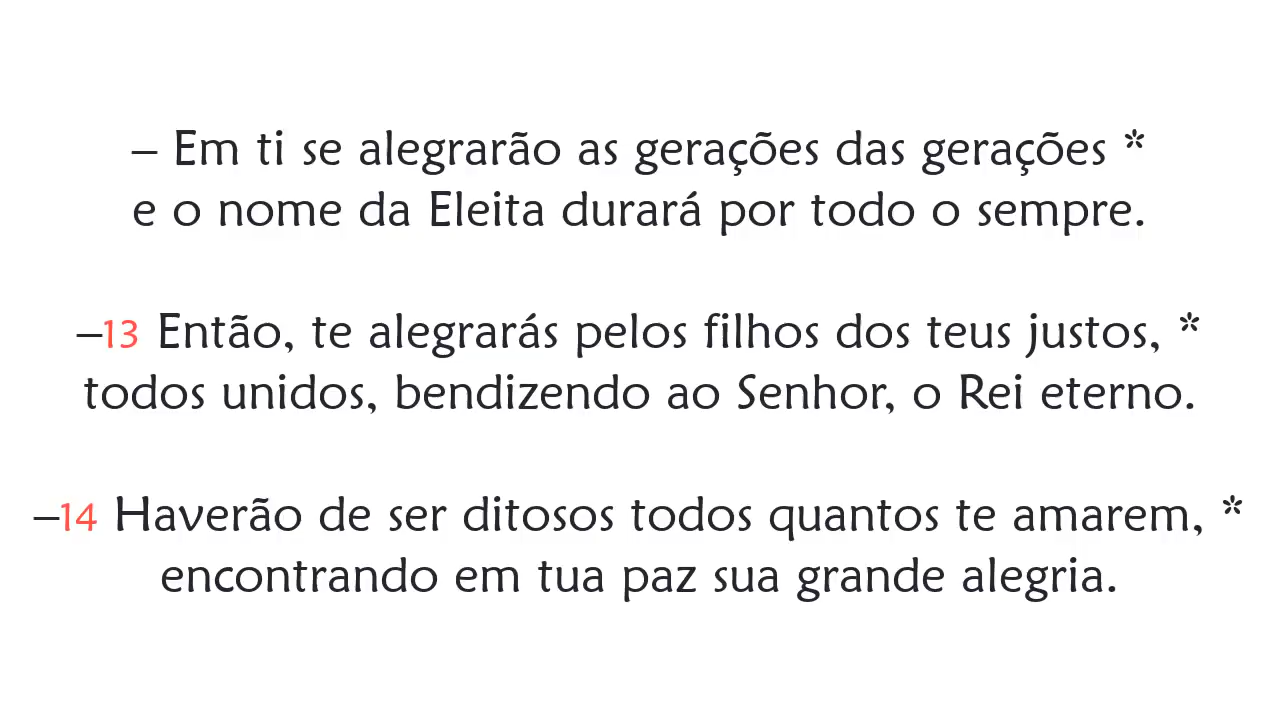 – Em ti se alegrarão as gerações das gerações *
e o nome da Eleita durará por todo o sempre.
–13 Então, te alegrarás pelos filhos dos teus justos, *
todos unidos, bendizendo ao Senhor, o Rei eterno.
–14 Haverão de ser ditosos todos quantos te amarem, *
encontrando em tua paz sua grande alegria.